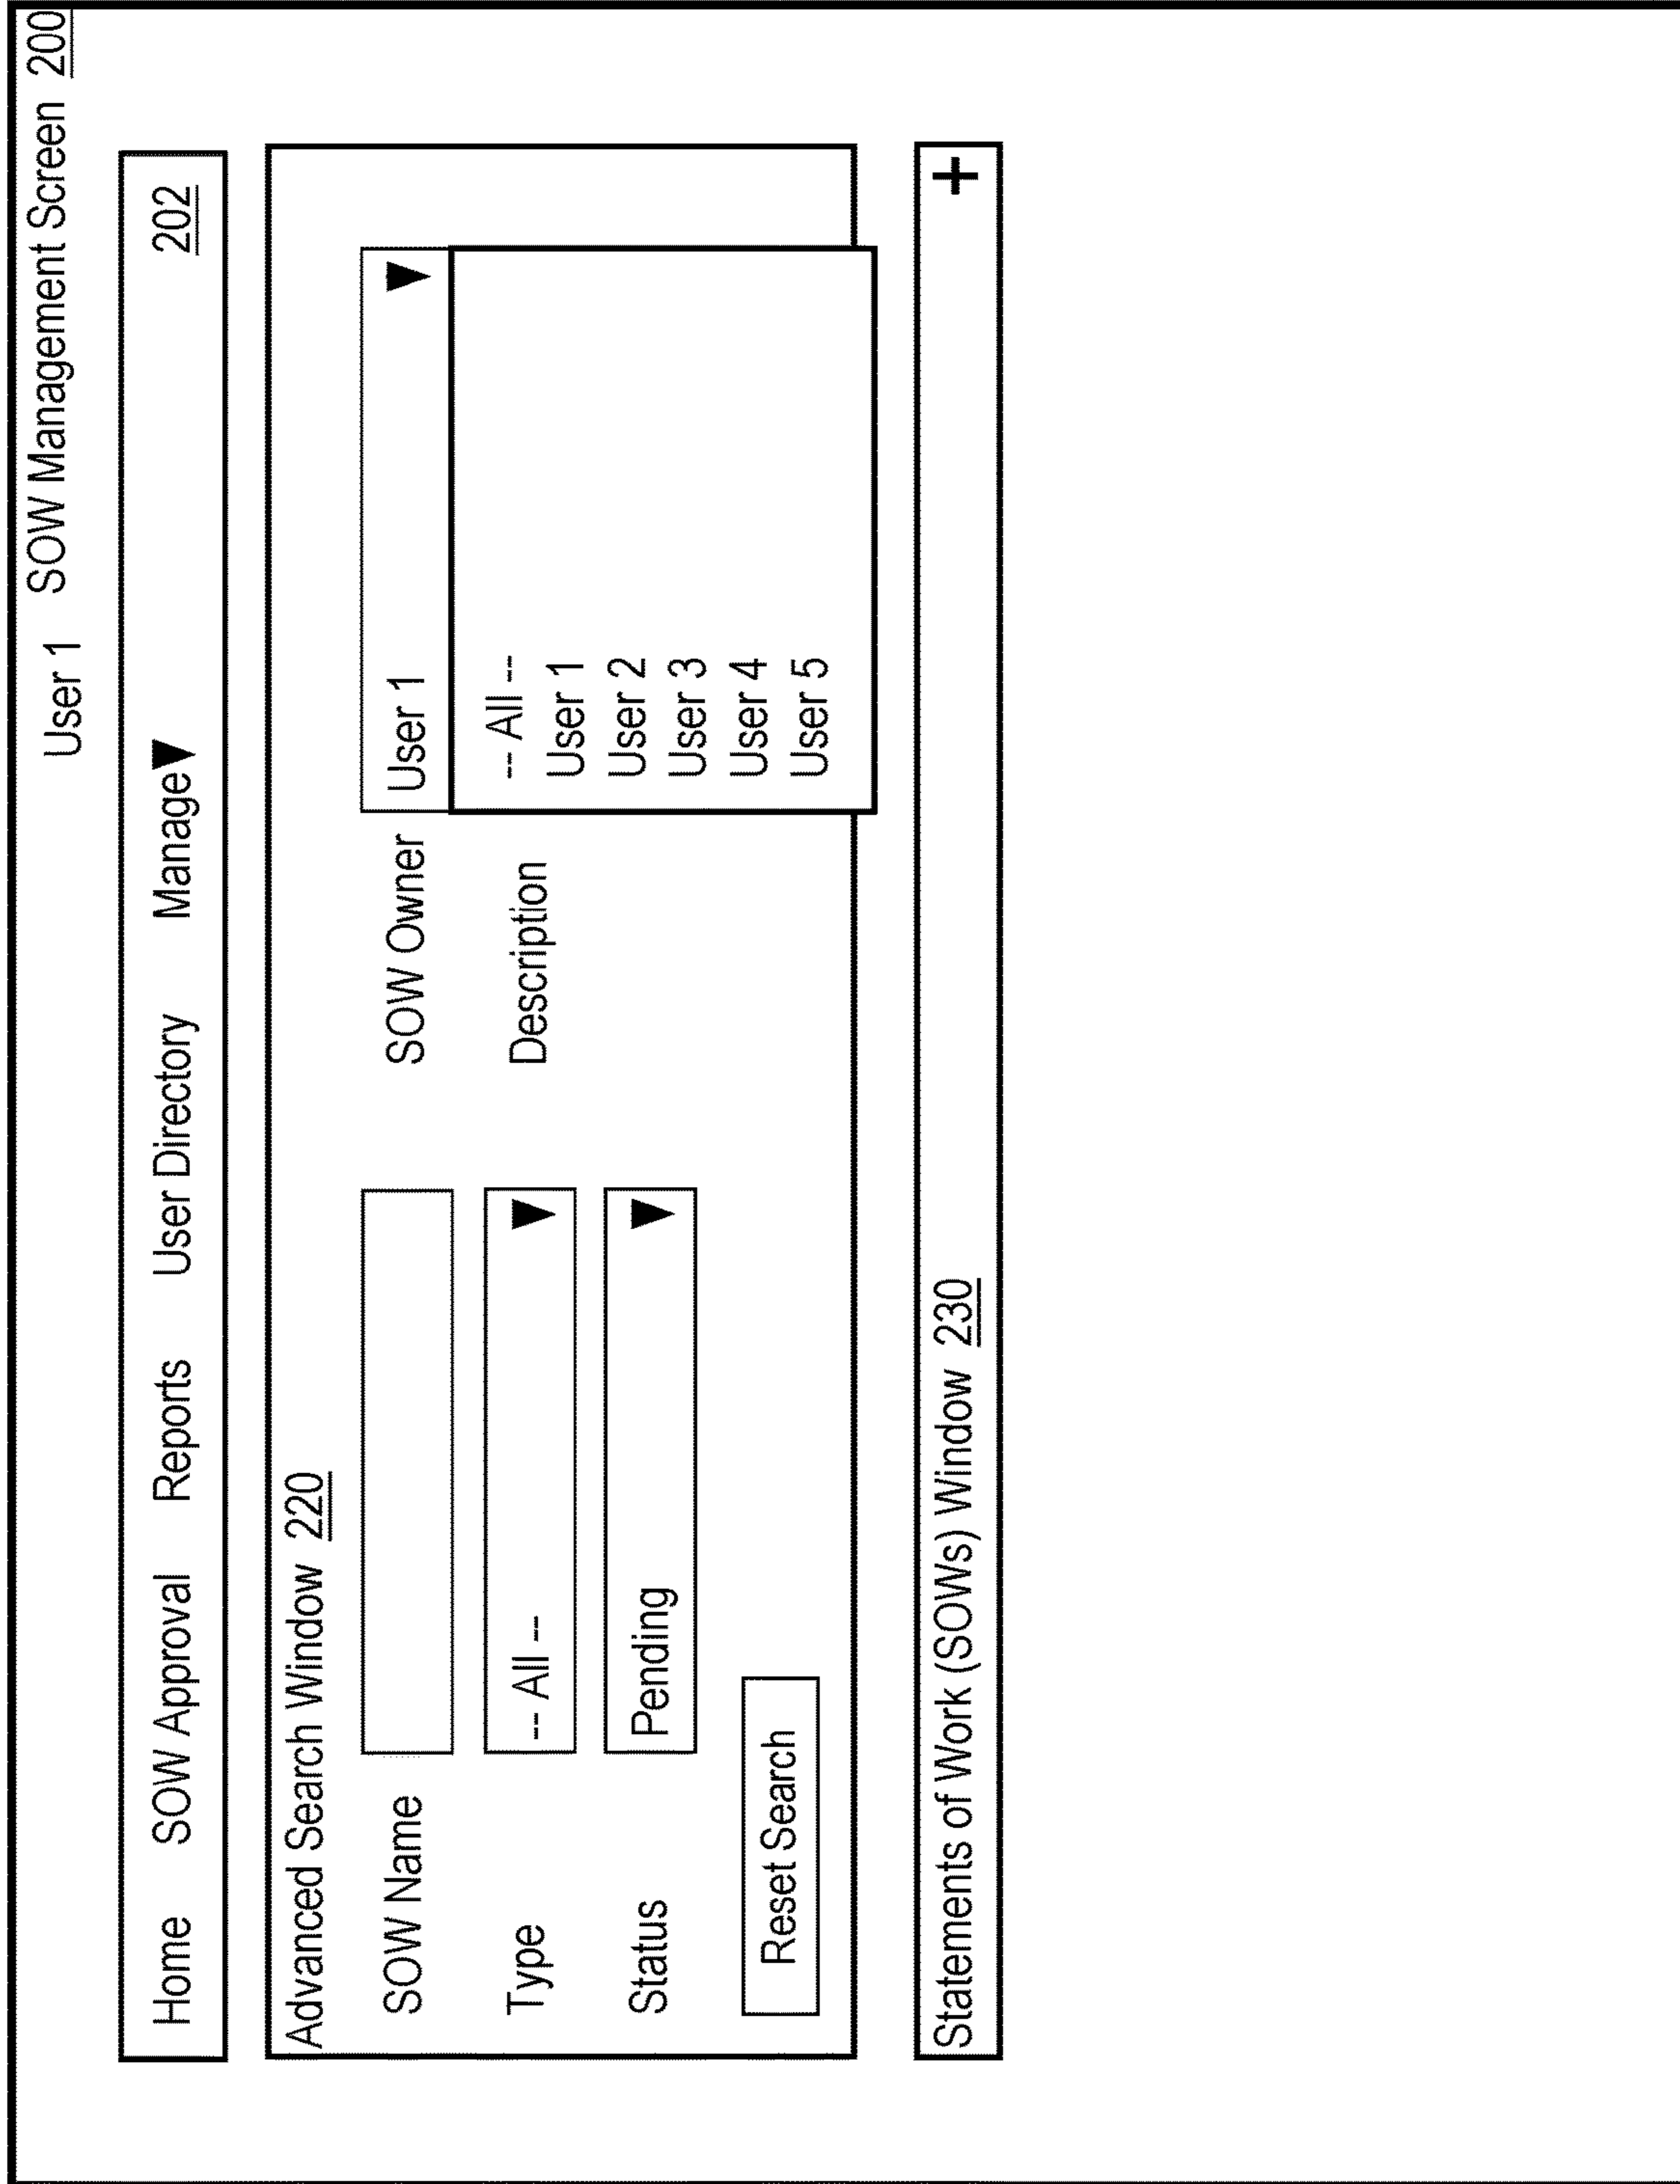 User 1 SOW Management Screen 200
Home SOW Approval Reports User Directory Manage▼ 202
Advanced Search Window 220
SOW Name SOW Owner User 1 ▼
Type -- All -- ▼ Description
Status Pending ▼
-- All --
User 1
User 2
User 3
User 4
User 5
Reset Search
Statements of Work (SOWs) Window 230 +